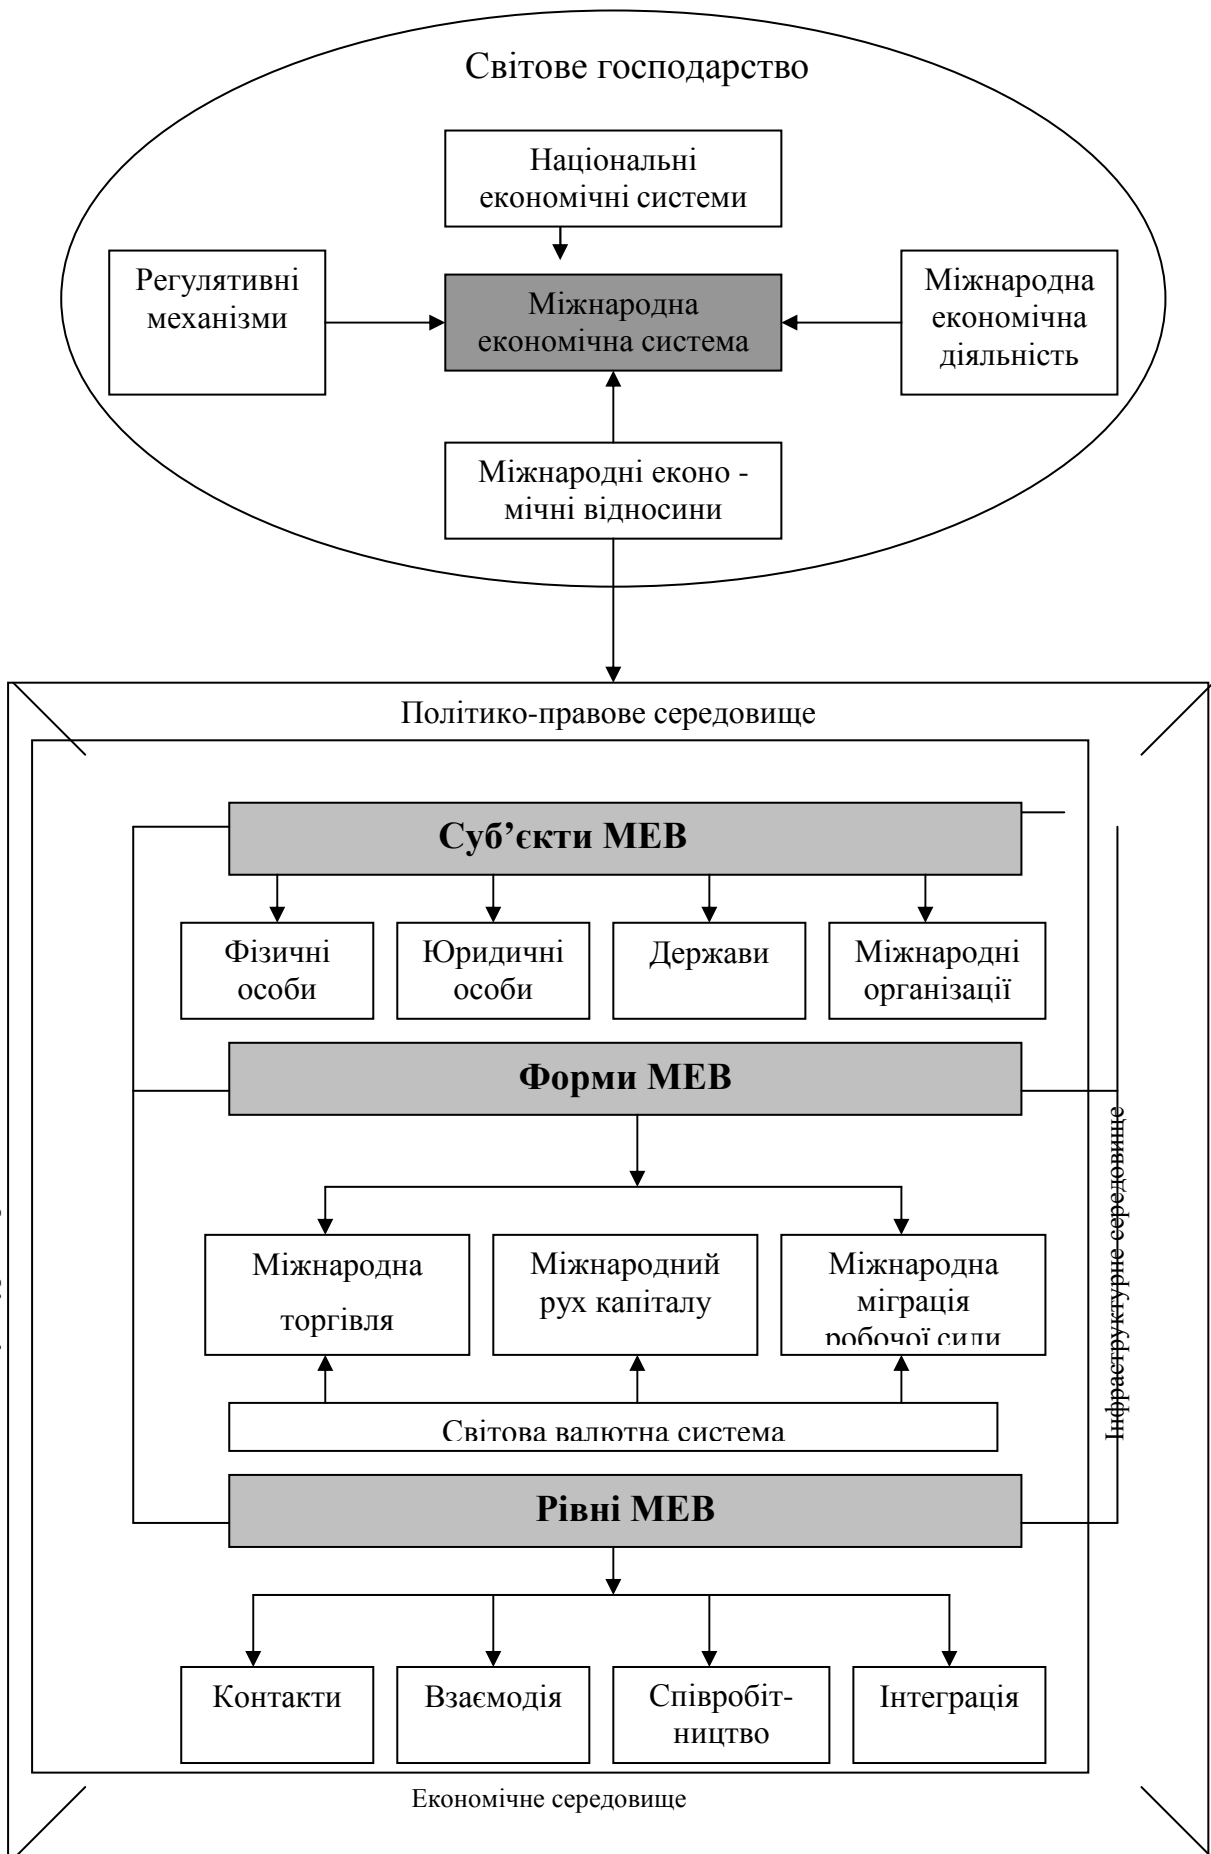 Світове господарство
Національні
економічні системи
Регулятивні
механізми
Міжнародна
економічна система
Міжнародна
економічна
діяльність
Міжнародні еконо -
мічні відносини
Політико-правове середовище
Суб’єкти МЕВ
Фізичні
особи
Юридичні
особи
Держави
Міжнародні
організації
Форми МЕВ
Міжнародна
торгівля
Міжнародний
рух капіталу
Міжнародна
міграція
робочої сили
Світова валютна система
Інфраструктурне середовище
Рівні МЕВ
Контакти
Взаємодія
Співробіт-
ництво
Інтеграція
Економічне середовище